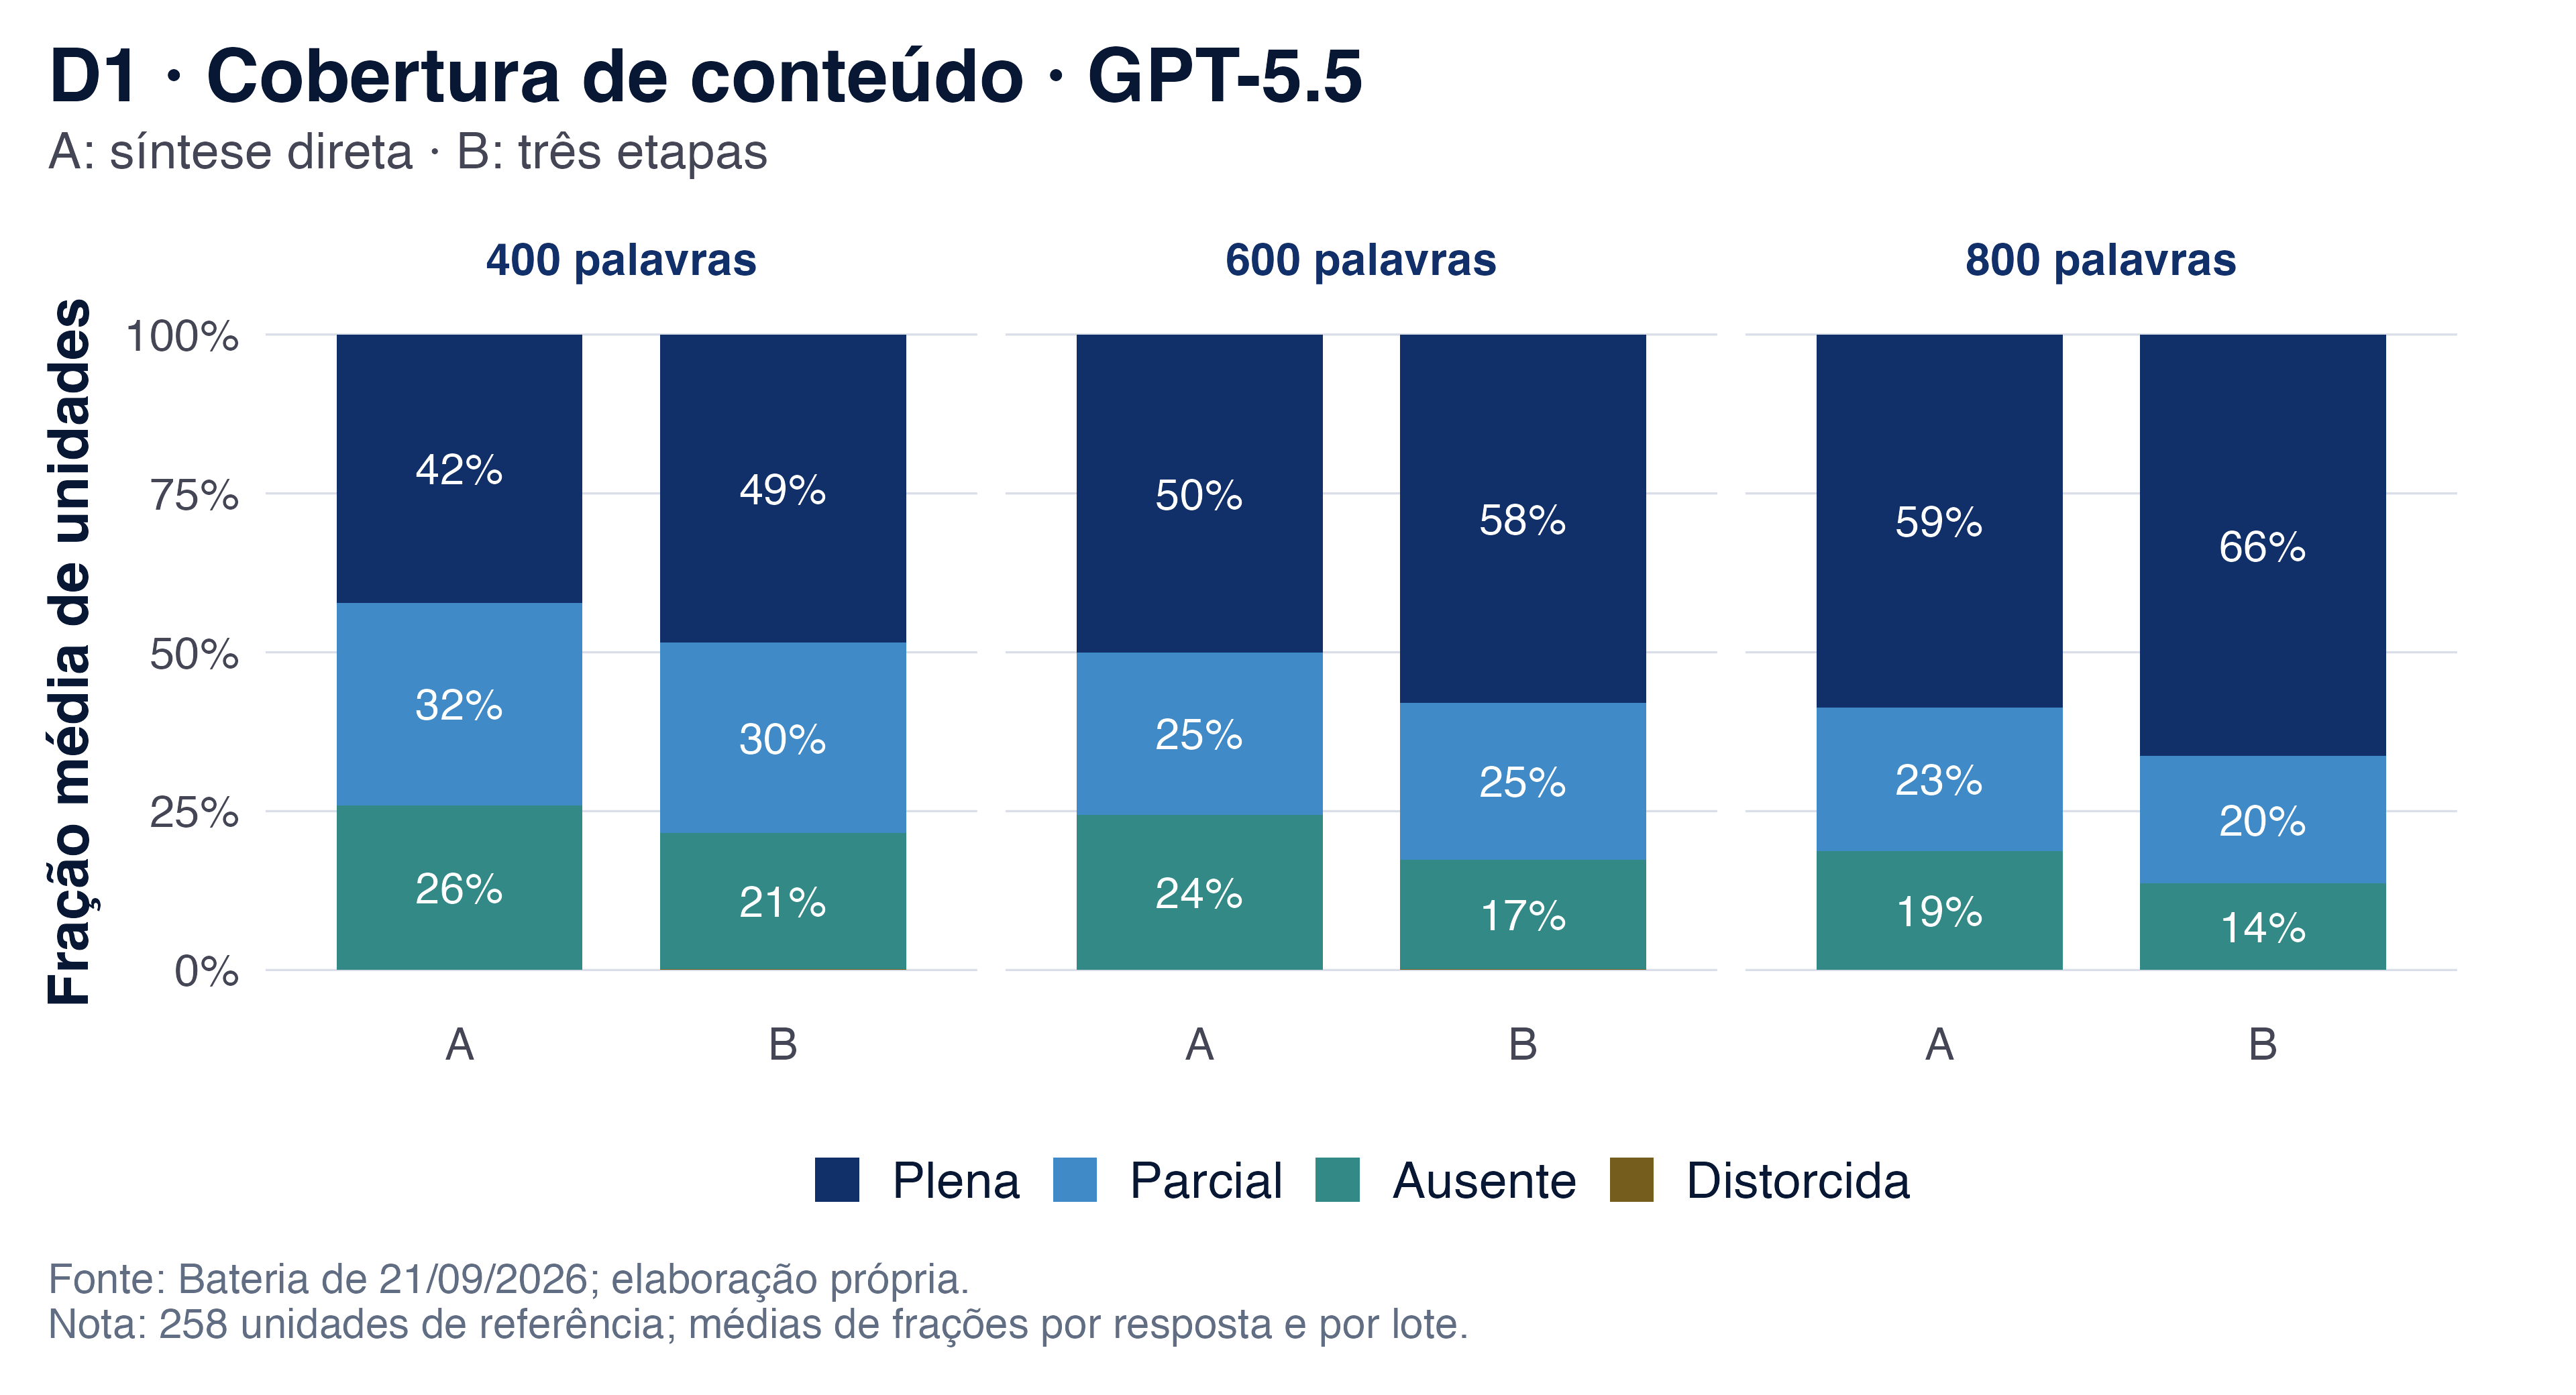 D1 · Cobertura de conteúdo · GPT-5.5
A: síntese direta · B: três etapas
400 palavras
600 palavras
800 palavras
Fração média de unidades
100%
75%
50%
25%
0%
42%
49%
50%
58%
59%
66%
32%
30%
25%
25%
23%
20%
26%
21%
24%
17%
19%
14%
A
B
A
B
A
B
Plena
Parcial
Ausente
Distorcida
Fonte: Bateria de 21/09/2026; elaboração própria.
Nota: 258 unidades de referência; médias de frações por resposta e por lote.